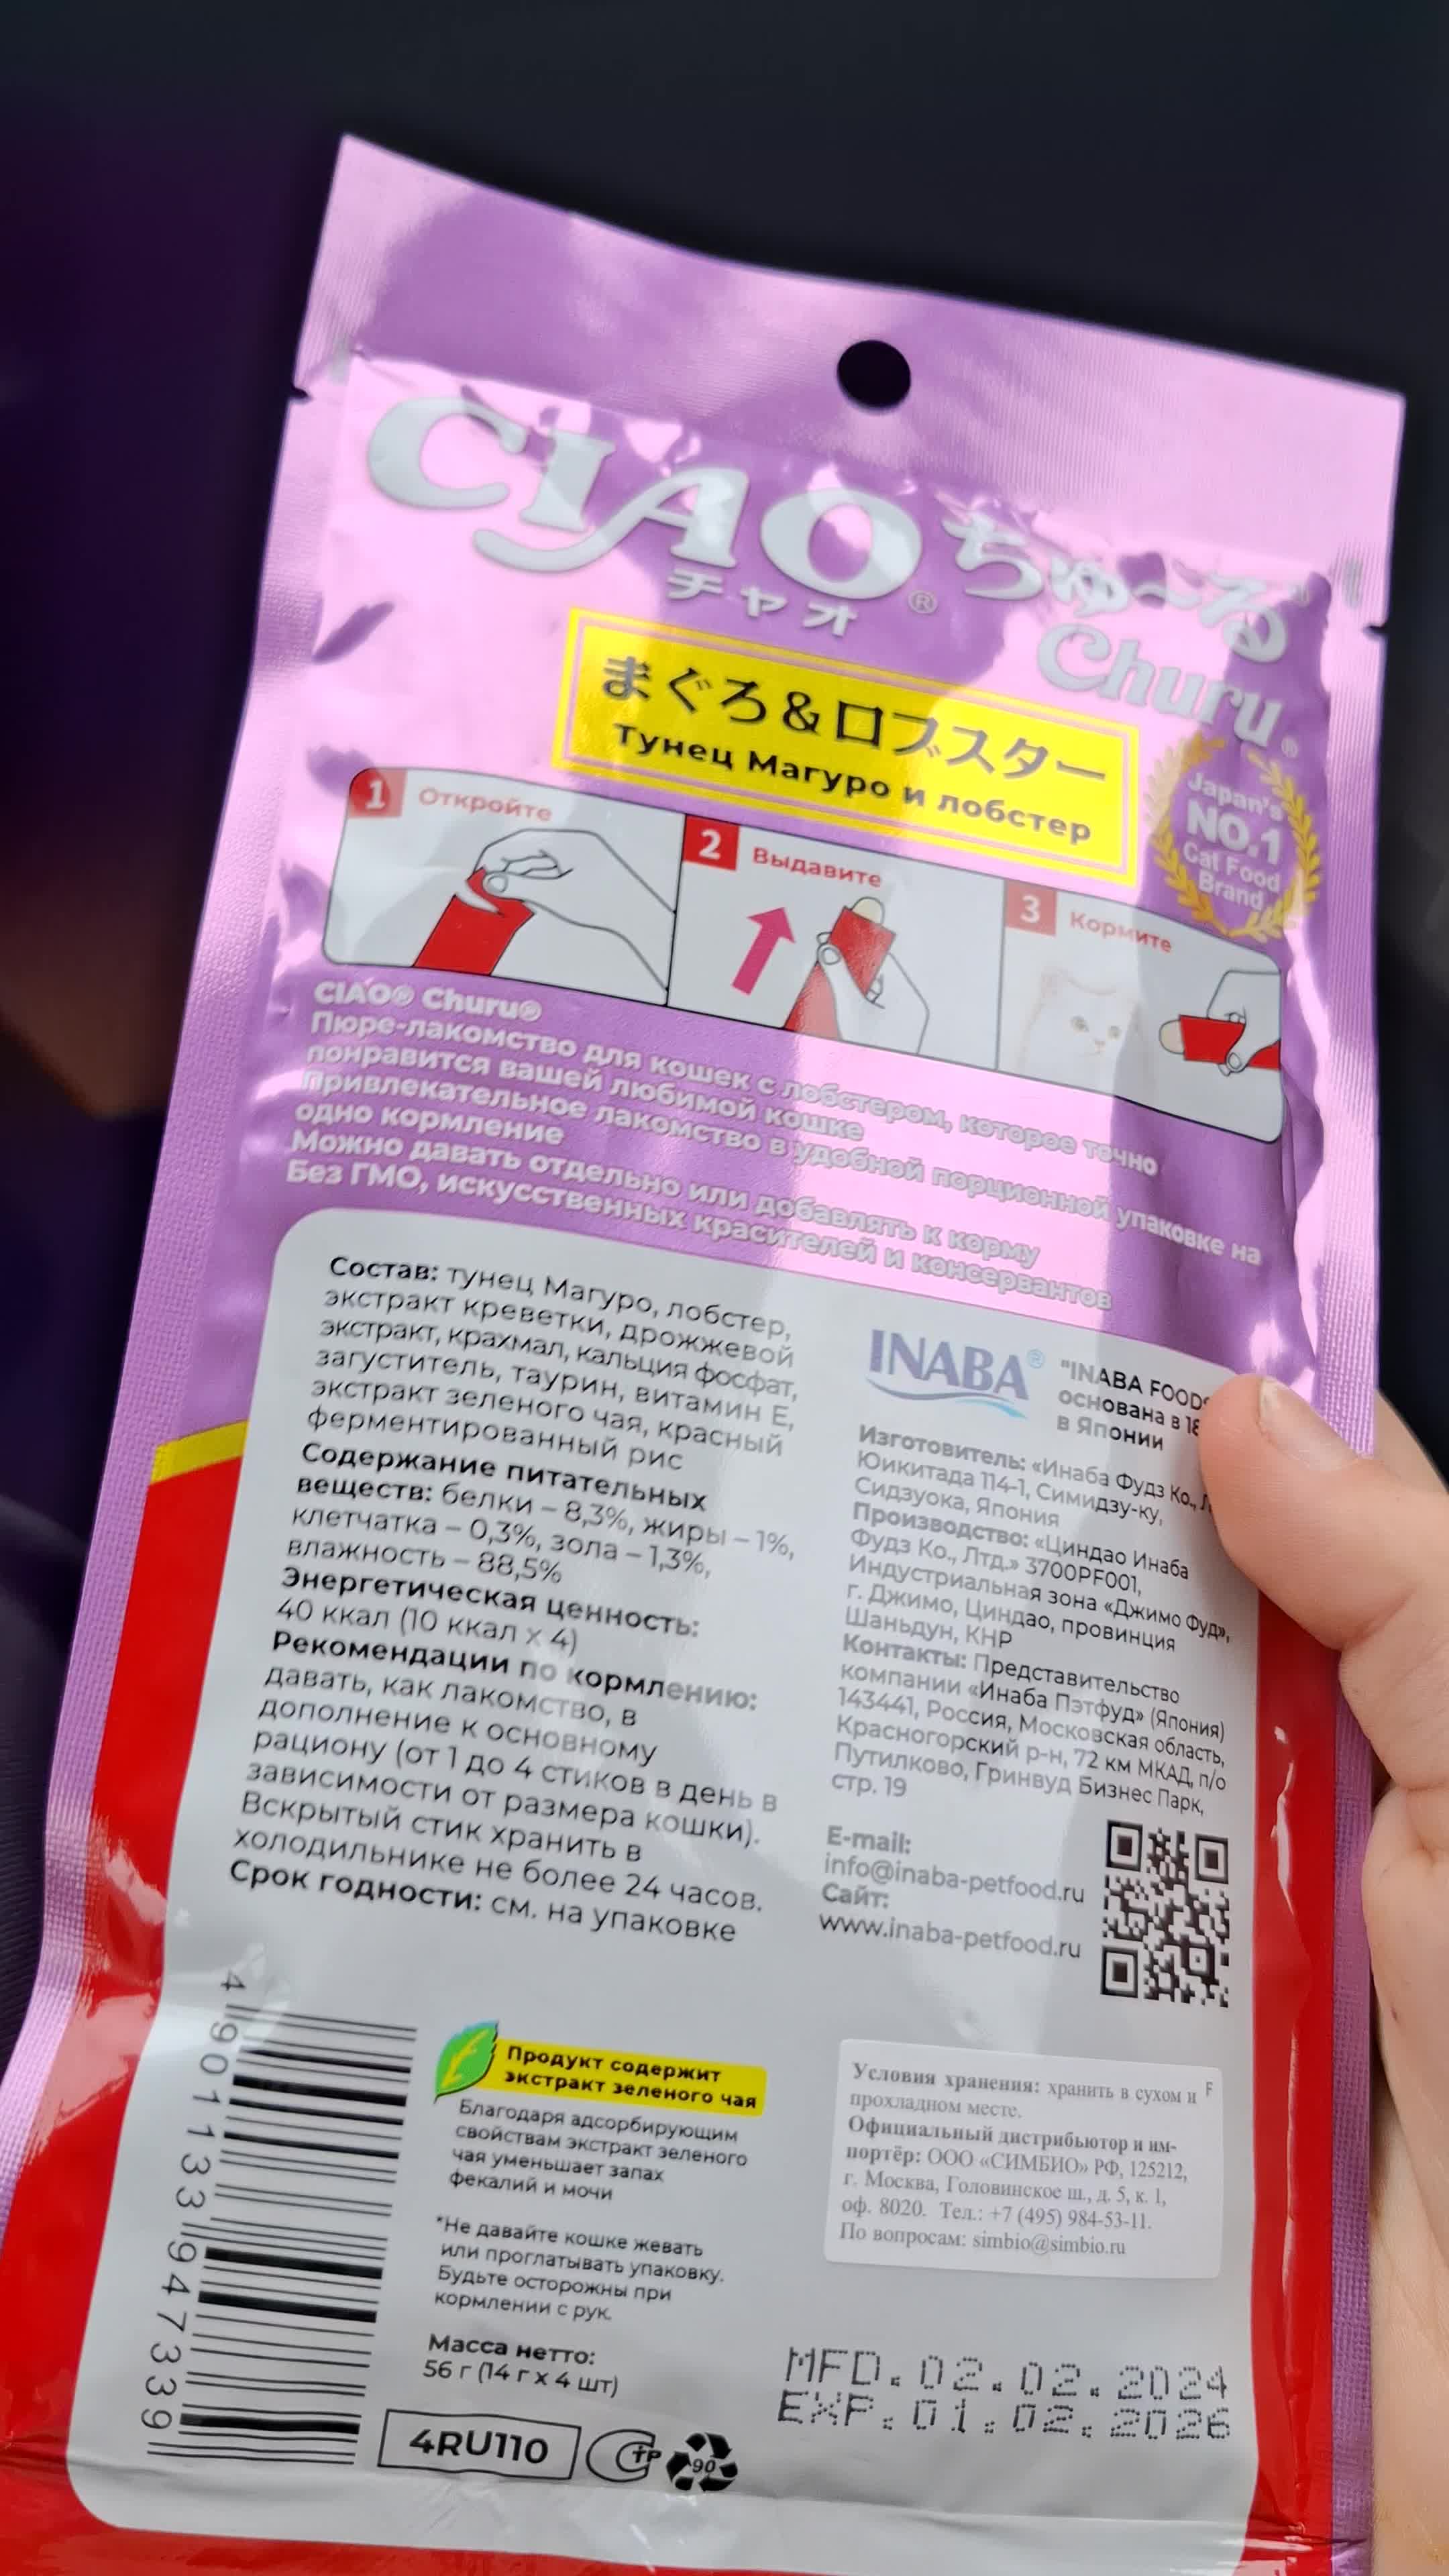 CIAO® ちゅ～る
チャオ
Churu®
まぐろ&ロブスター
Тунец Магуро и лобстер
Japan's
NO.1
Cat Food
Brand
1 Откройте
2 Выдавите
3 Кормите
CIAO® Churu®
Пюре-лакомство для кошек с лобстером, которое точно
понравится вашей любимой кошке
Привлекательное лакомство в удобной порционной упаковке на
одно кормление
Можно давать отдельно или добавлять к корму
Без ГМО, искусственных красителей и консервантов
Состав: тунец Магуро, лобстер,
экстракт креветки, дрожжевой
экстракт, крахмал, кальция фосфат,
загуститель, таурин, витамин Е,
экстракт зеленого чая, красный
ферментированный рис
Содержание питательных
веществ: белки – 8,3%, жиры – 1%,
клетчатка – 0,3%, зола – 1,3%,
влажность – 88,5%
Энергетическая ценность:
40 ккал (10 ккал х 4)
Рекомендации по кормлению:
давать, как лакомство, в
дополнение к основному
рациону (от 1 до 4 стиков в день в
зависимости от размера кошки).
Вскрытый стик хранить в
холодильнике не более 24 часов.
Срок годности: см. на упаковке
INABA®
"INABA
основана в
в Японии
Изготовитель: «Инаба Фудз Ко.,
Юикитада 114-1, Симидзу-ку,
Сидзуока, Япония
Производство: «Циндао Инаба
Фудз Ко., Лтд.» 3700PF001,
Индустриальная зона «Джимо Фуд»,
г. Джимо, Циндао, провинция
Шаньдун, КНР
Контакты: Представительство
компании «Инаба Пэтфуд» (Япония)
143441, Россия, Московская область,
Красногорский р-н, 72 км МКАД, п/о
Путилково, Гринвуд Бизнес Парк,
стр. 19
E-mail:
info@inaba-petfood.ru
Сайт:
www.inaba-petfood.ru
4 901133 947339
Продукт содержит
экстракт зеленого чая
Благодаря адсорбирующим
свойствам экстракт зеленого
чая уменьшает запах
фекалий и мочи
*Не давайте кошке жевать
или проглатывать упаковку.
Будьте осторожны при
кормлении с рук.
Масса нетто:
56 г (14 г х 4 шт)
4RU110
СТР
90
Условия хранения: хранить в сухом и F
прохладном месте.
Официальный дистрибьютор и им-
портёр: ООО «СИМБИО» РФ, 125212,
г. Москва, Головинское ш., д. 5, к. 1,
оф. 8020. Тел.: +7 (495) 984-53-11.
По вопросам: simbio@simbio.ru
MFD.02.02.2024
EXP.01.02.2026